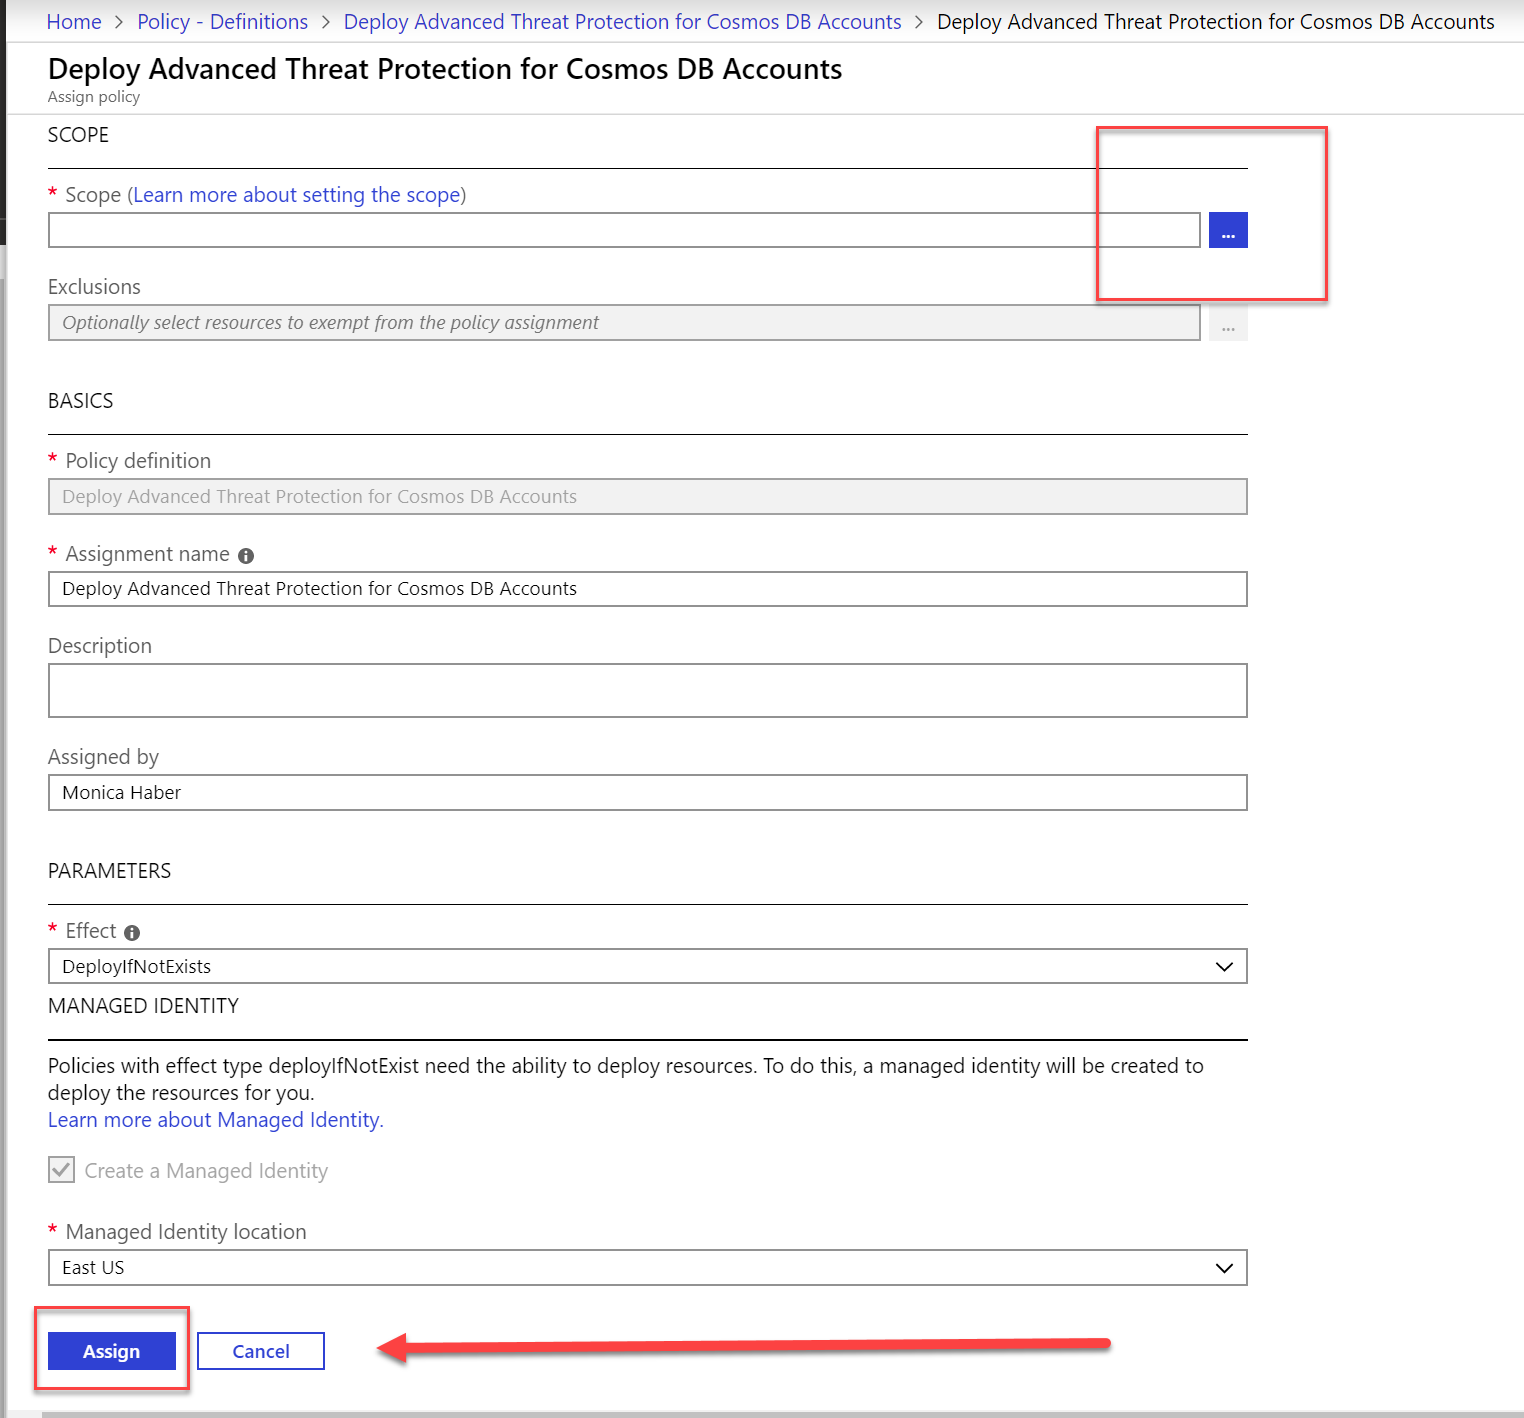 Home > Policy - Definitions > Deploy Advanced Threat Protection for Cosmos DB Accounts > Deploy Advanced Threat Protection for Cosmos DB Accounts
Deploy Advanced Threat Protection for Cosmos DB Accounts
Assign policy
SCOPE
* Scope (Learn more about setting the scope)
...
Exclusions
Optionally select resources to exempt from the policy assignment
...
BASICS
* Policy definition
Deploy Advanced Threat Protection for Cosmos DB Accounts
* Assignment name
Deploy Advanced Threat Protection for Cosmos DB Accounts
Description
Assigned by
Monica Haber
PARAMETERS
* Effect
DeployIfNotExists
MANAGED IDENTITY
Policies with effect type deployIfNotExist need the ability to deploy resources. To do this, a managed identity will be created to
deploy the resources for you.
Learn more about Managed Identity.
Create a Managed Identity
* Managed Identity location
East US
Assign Cancel